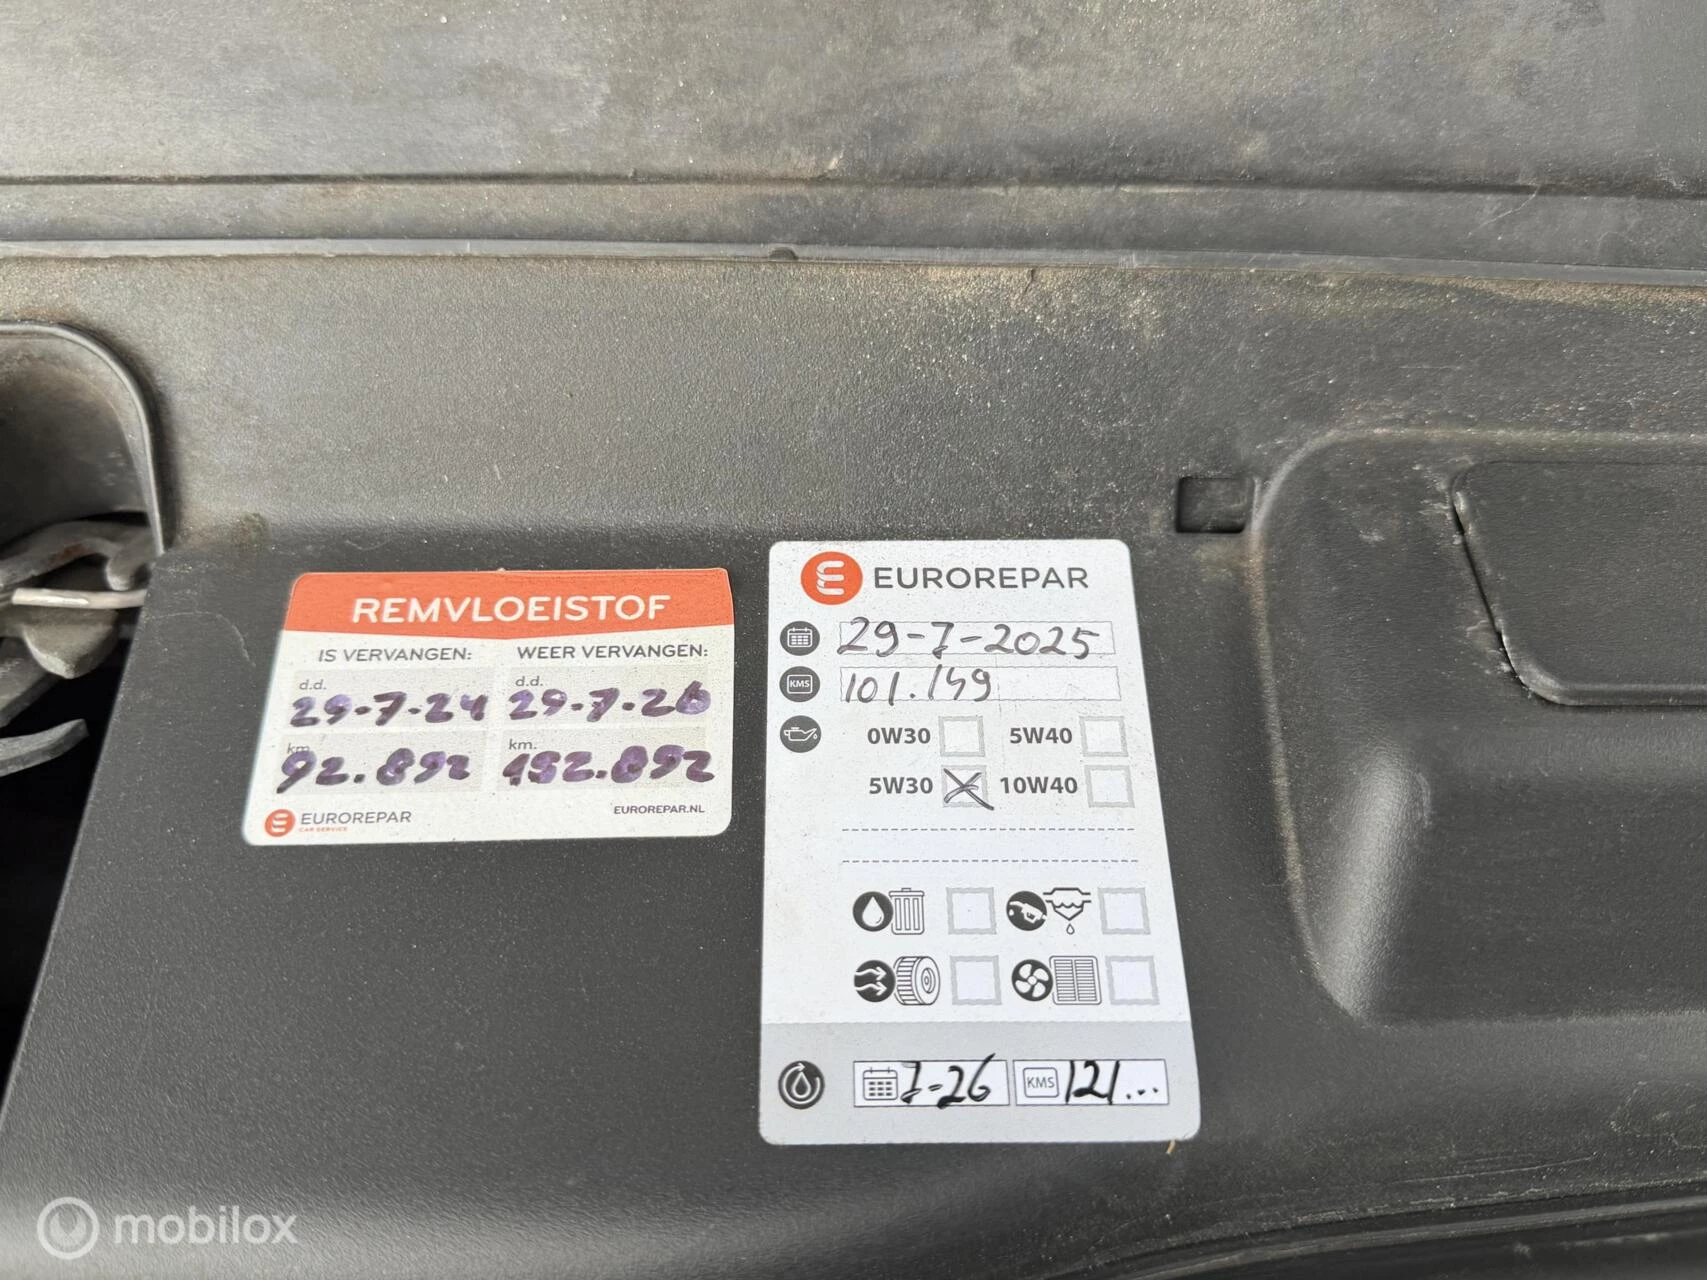 REMVLOEISTOF
IS VERVANGEN: WEER VERVANGEN:
d.d. d.d.
29-7-24 29-7-26
km. km.
92.892 192.892
EUROREPAR
CAR SERVICE
EUROREPAR.NL
EUROREPAR
29-7-2025
KMS 101.149
0W30 5W40
5W30 10W40
7-26 KMS 121...
mobilox